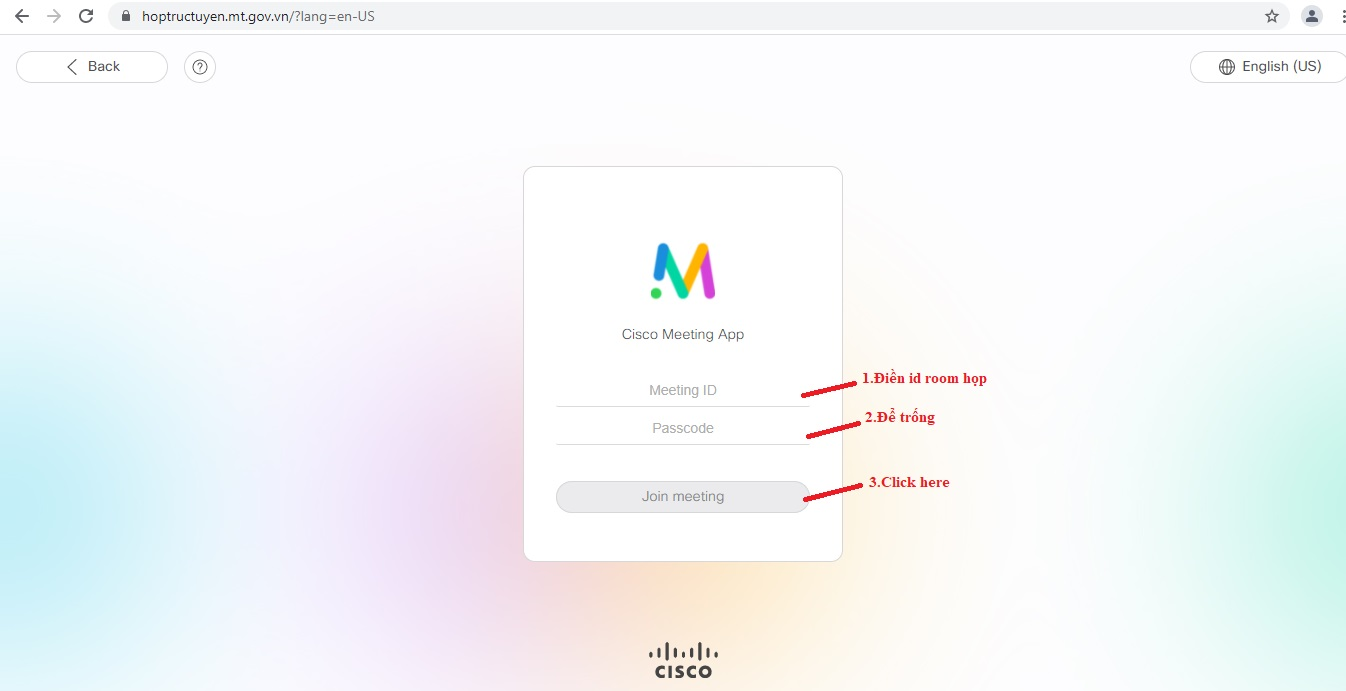 hoptructuyen.mt.gov.vn/?lang=en-US
Back
?
English (US)
Cisco Meeting App
Meeting ID
1.Điền id room họp
Passcode
2.Để trống
Join meeting
3.Click here
CISCO